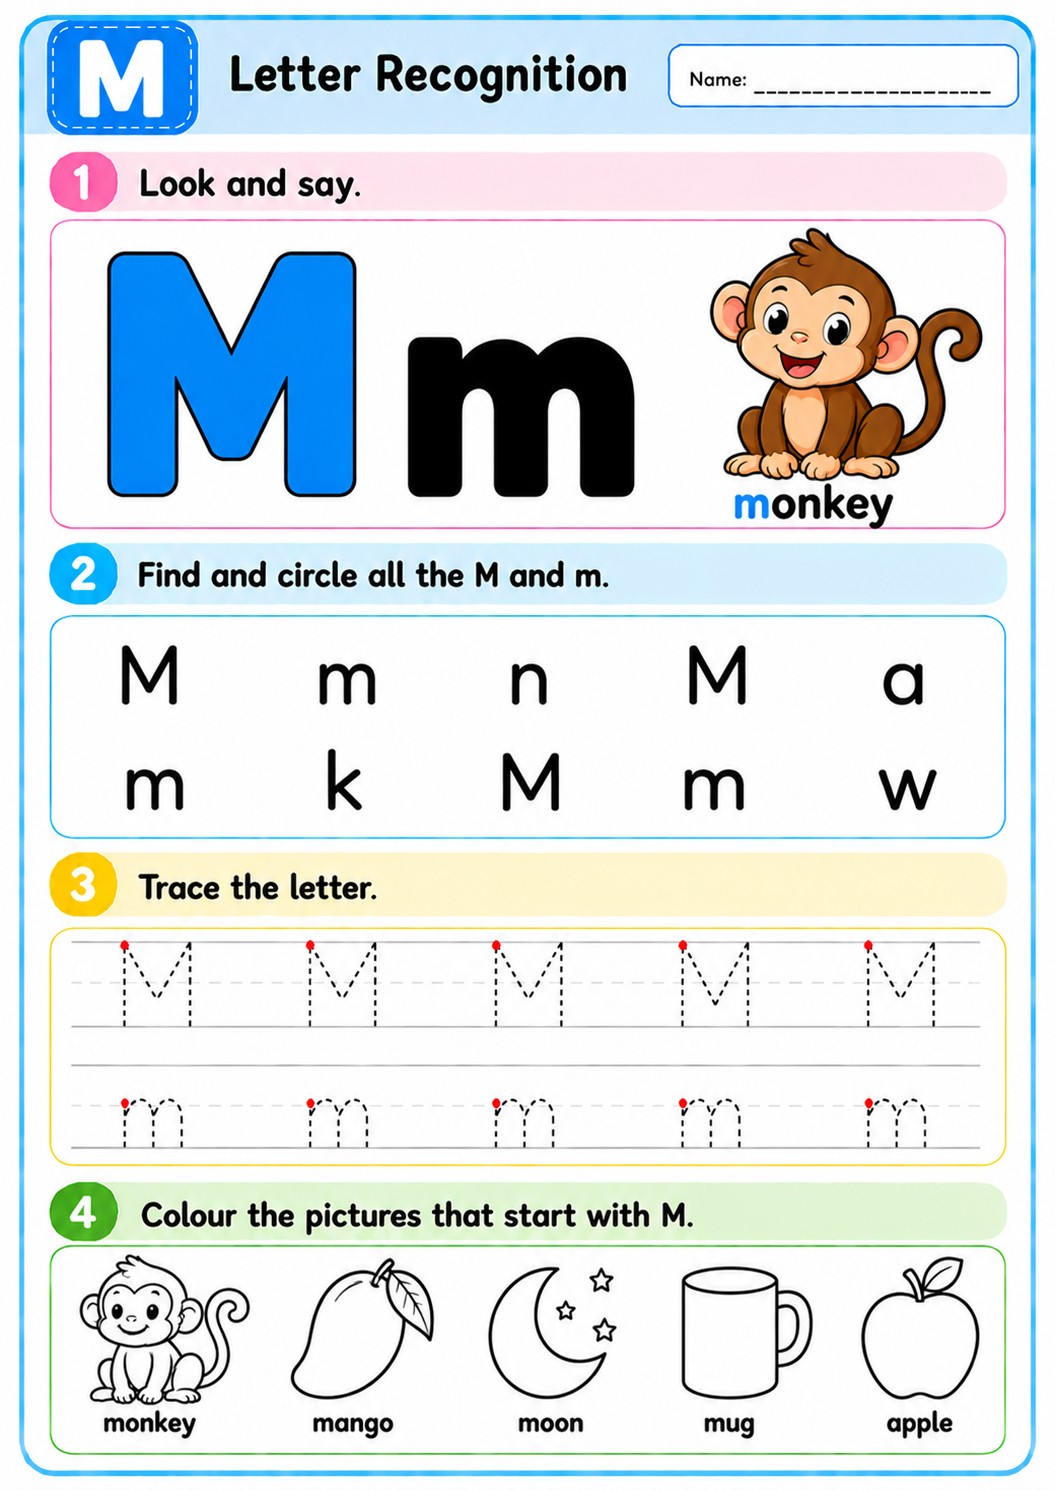 M
Letter Recognition
Name: ____________________
1 Look and say.
M m
monkey
2 Find and circle all the M and m.
M m n M a
m k M m w
3 Trace the letter.
M M M M M
m m m m m
4 Colour the pictures that start with M.
monkey mango moon mug apple